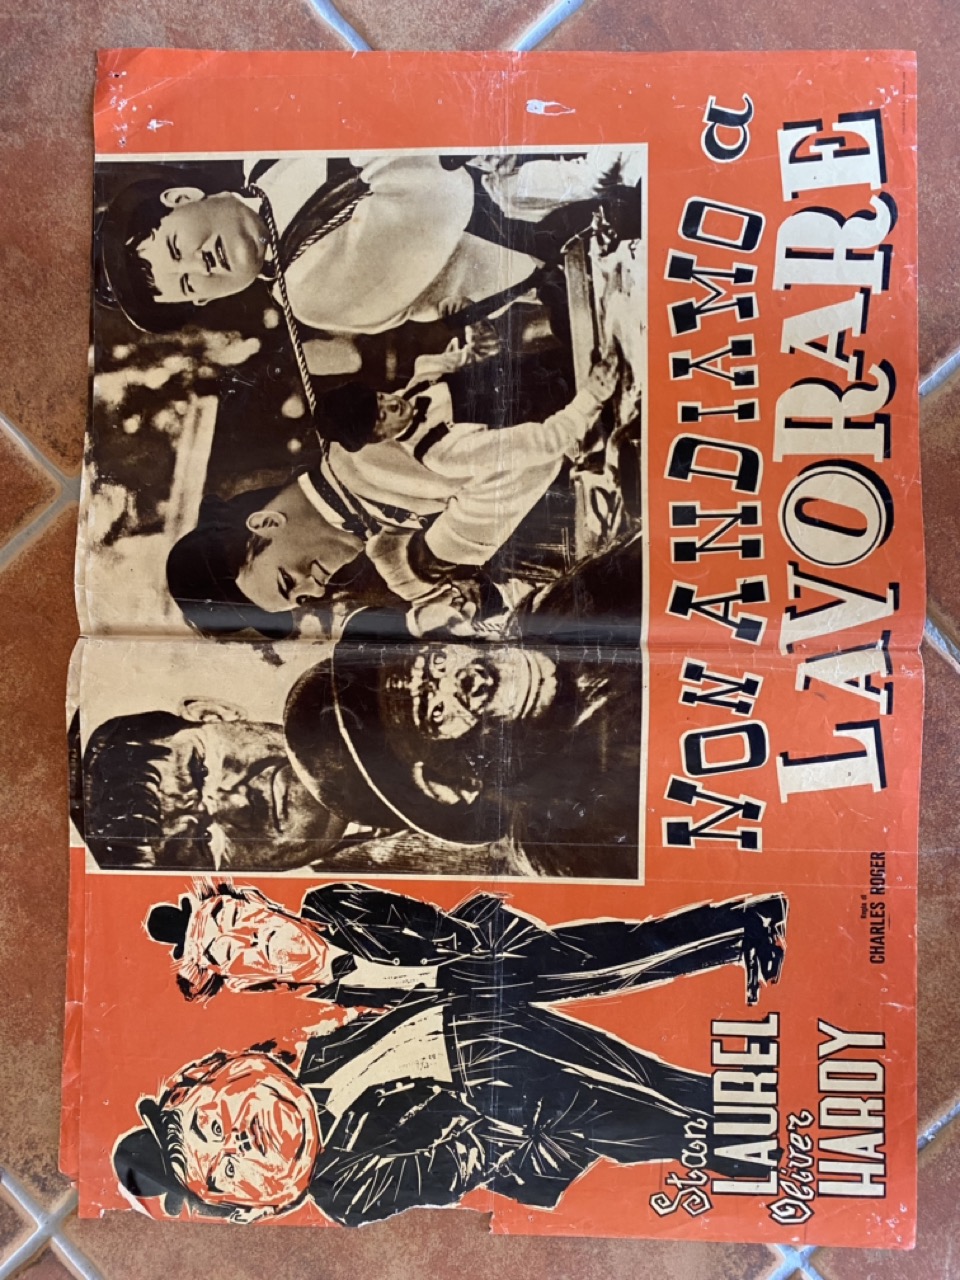 NON ANDIAMO a
LAVORARE
Stan
LAUREL
Oliver
HARDY
Regia di
CHARLES ROGER